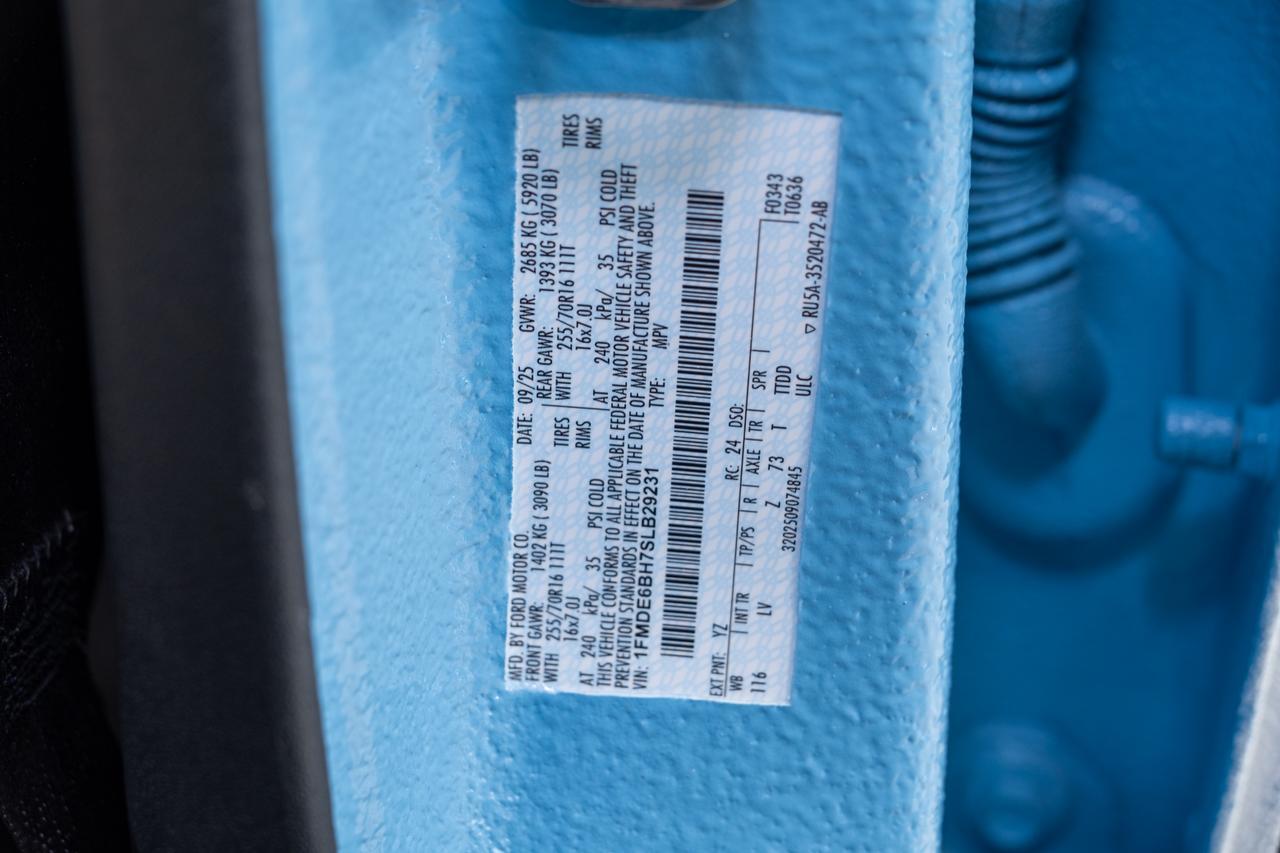 MFD. BY FORD MOTOR CO. DATE: 09/25 GVWR: 2685 KG ( 5920 LB)
FRONT GAWR: 1402 KG ( 3090 LB) REAR GAWR: 1393 KG ( 3070 LB)
WITH 255/70R16 111T TIRES WITH 255/70R16 111T TIRES
16x7.0J RIMS 16x7.0J RIMS
AT 240 kPa/ 35 PSI COLD AT 240 kPa/ 35 PSI COLD
THIS VEHICLE CONFORMS TO ALL APPLICABLE FEDERAL MOTOR VEHICLE SAFETY AND THEFT
PREVENTION STANDARDS IN EFFECT ON THE DATE OF MANUFACTURE SHOWN ABOVE.
VIN: 1FMDE6BH7SLB29231 TYPE: MPV
EXT PNT: YZ RC: 24 DSO: F0343
WB INT TR TP/PS R AXLE TR SPR T0636
116 LV Z 73 T TTDD
3202509074845 ULC ▽ RU5A-3520472-AB